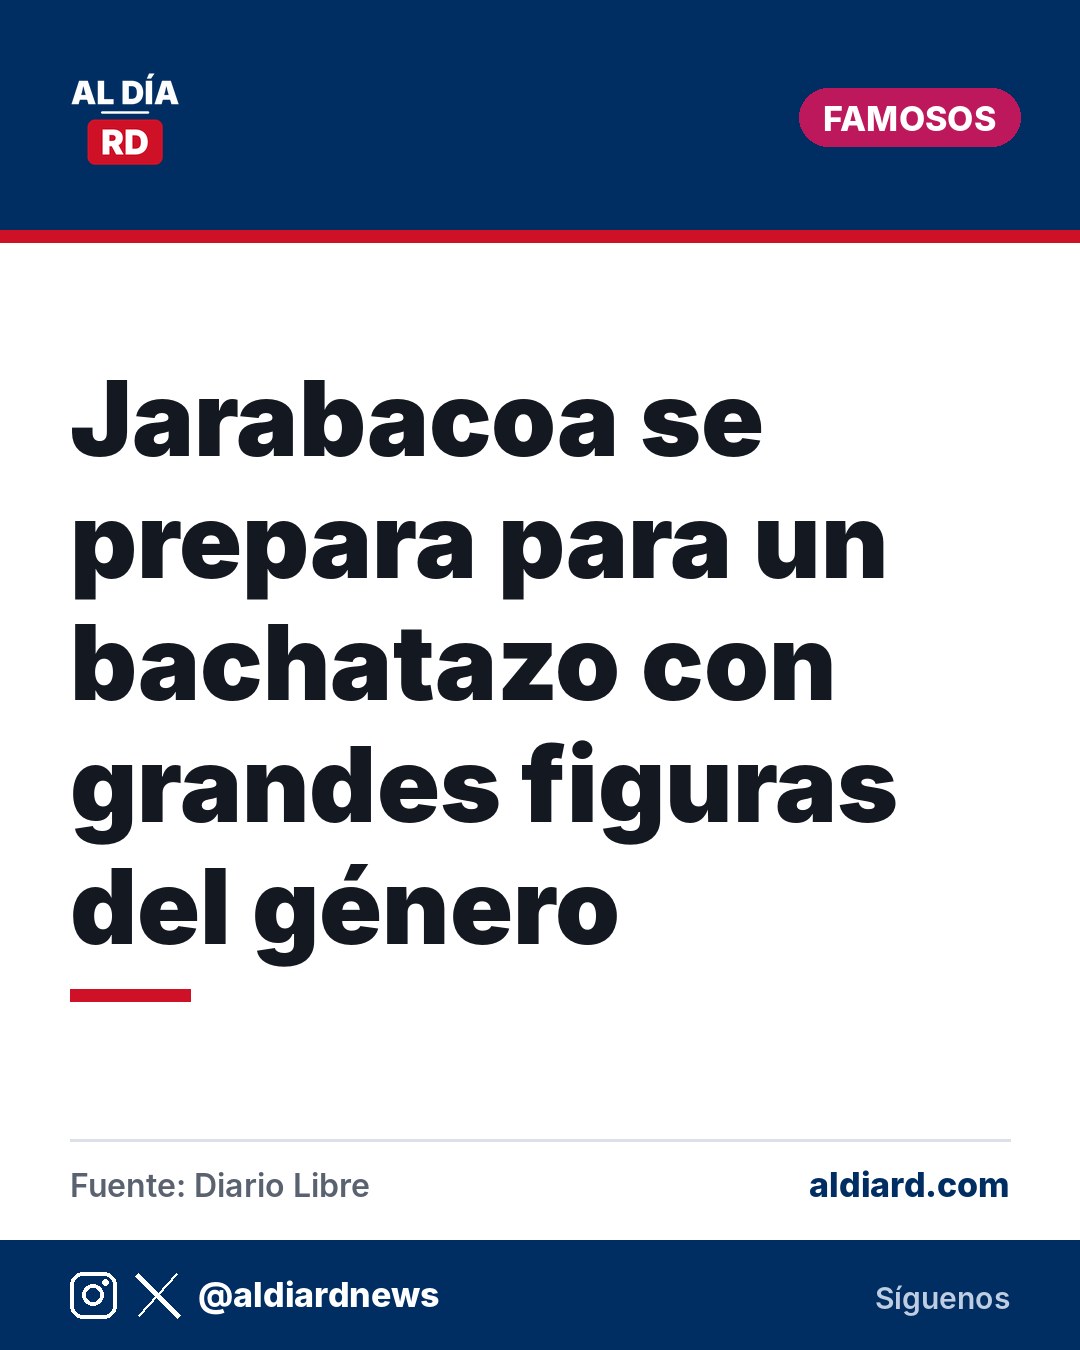 AL DÍA
RD
FAMOSOS
Jarabacoa se
prepara para un
bachatazo con
grandes figuras
del género
Fuente: Diario Libre
aldiard.com
@aldiardnews
Síguenos